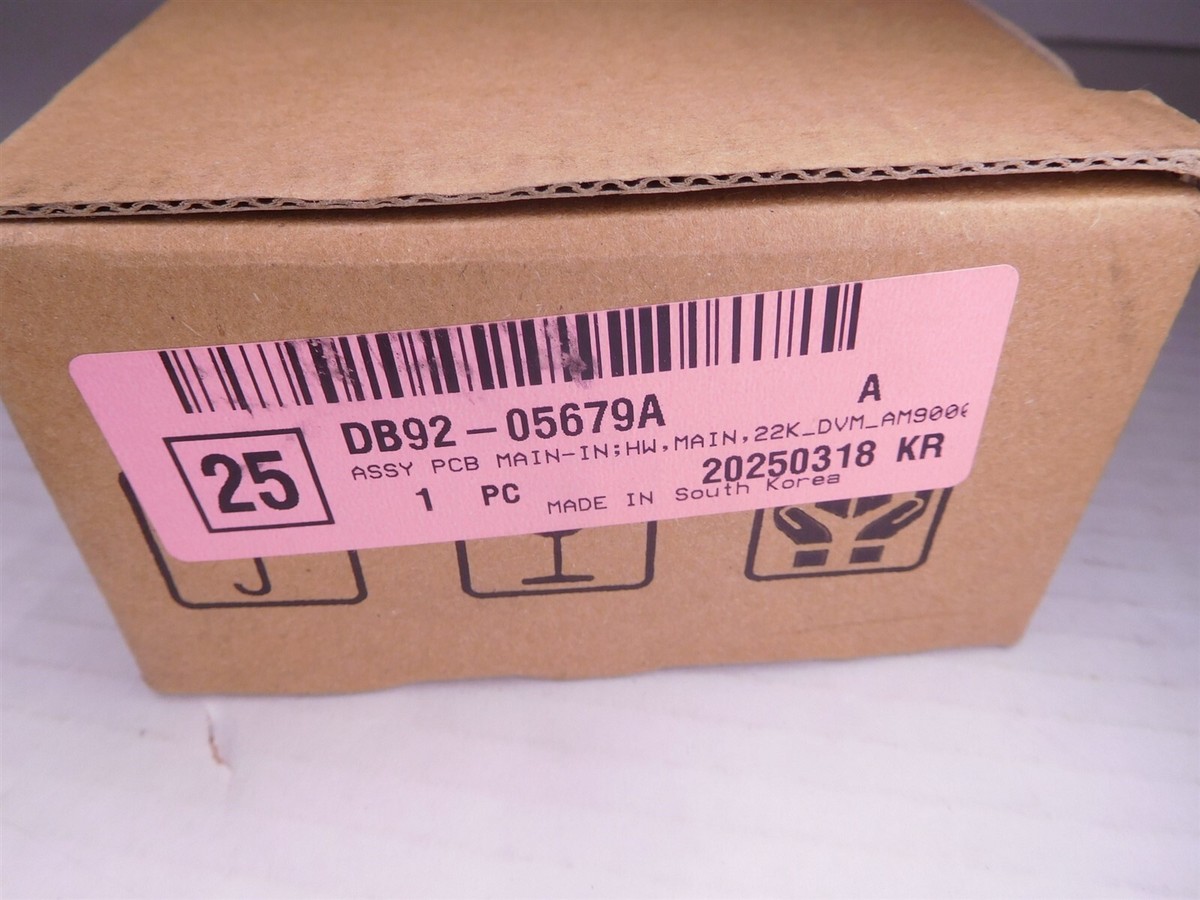 DB92-05679A A
ASSY PCB MAIN-IN;HW,MAIN,22K_DVM_AM900
25
1 PC 20250318 KR
MADE IN South Korea